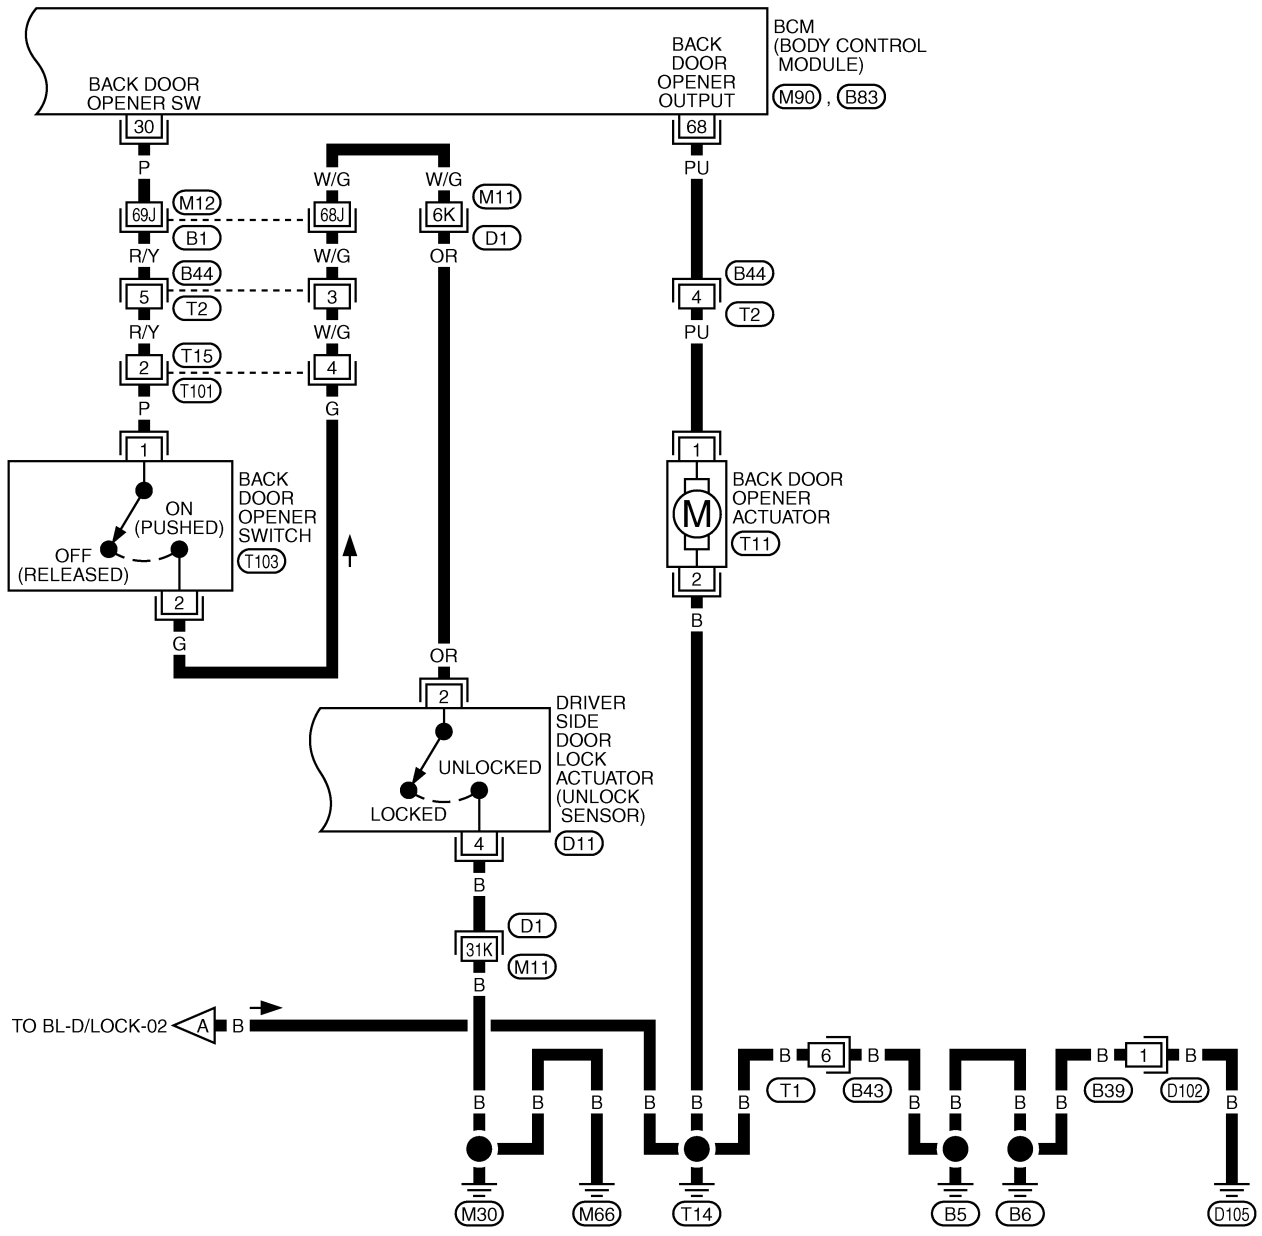 BCM
(BODY CONTROL
MODULE)
M90 , B83
BACK DOOR
OPENER SW
BACK
DOOR
OPENER
OUTPUT
30
68
P
W/G
W/G
PU
69J
M12
B1
68J
6K
M11
D1
R/Y
W/G
OR
5
B44
T2
3
4
B44
T2
R/Y
W/G
PU
2
T15
T101
4
P
G
1
BACK
DOOR
OPENER
SWITCH
T103
ON
(PUSHED)
OFF
(RELEASED)
2
G
1
M
BACK DOOR
OPENER
ACTUATOR
T11
2
B
OR
2
DRIVER
SIDE
DOOR
LOCK
ACTUATOR
(UNLOCK
SENSOR)
D11
UNLOCKED
LOCKED
4
B
D1
31K
M11
B
TO BL-D/LOCK-02
A
B
B
6
B
B
1
B
T1
B43
B39
D102
B
B
B
B
B
B
B
B
B
B
B
M30
M66
T14
B5
B6
D105